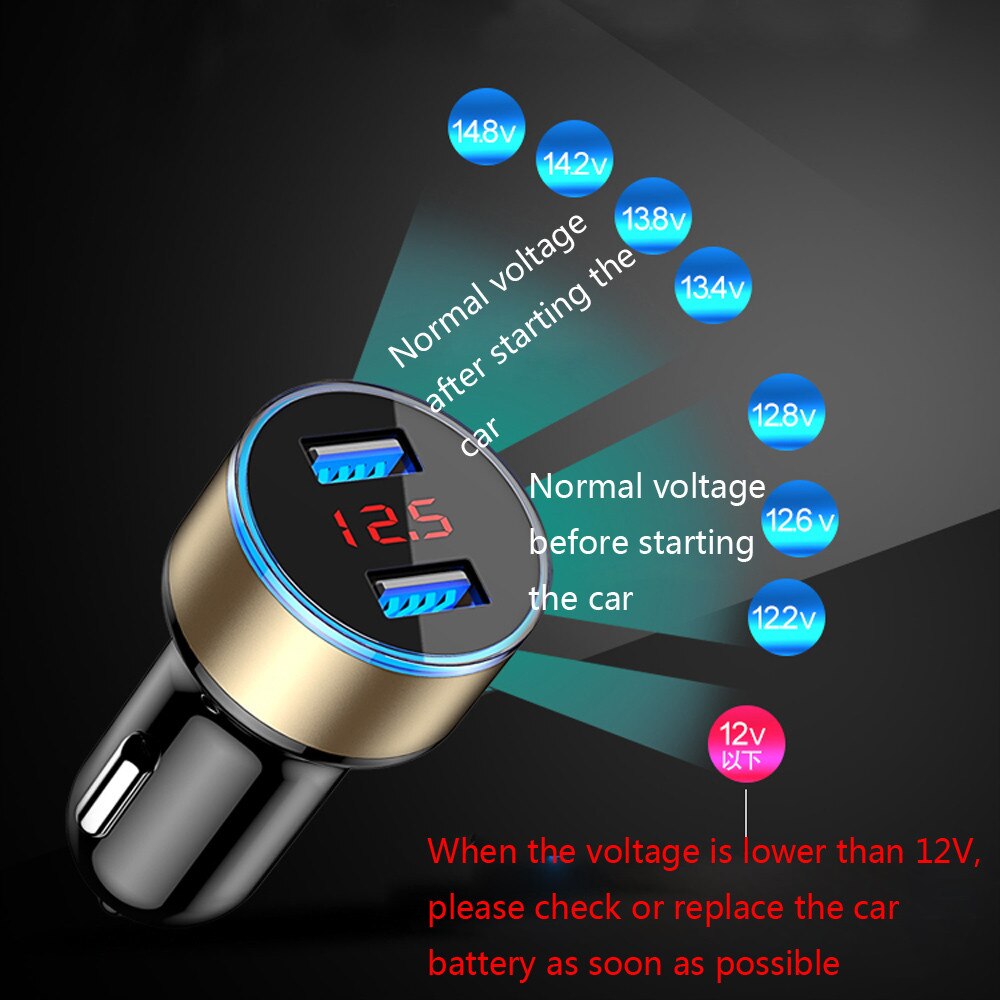 14.8v
14.2v
13.8v
13.4v
Normal voltage
after starting the
car
12.8v
12.6v
12.2v
Normal voltage
before starting
the car
12.5
12v
以下
When the voltage is lower than 12V,
please check or replace the car
battery as soon as possible